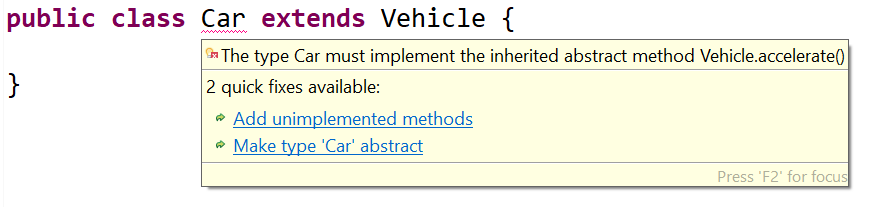 public class Car extends Vehicle {
The type Car must implement the inherited abstract method Vehicle.accelerate()
}
2 quick fixes available:
Add unimplemented methods
Make type 'Car' abstract
Press 'F2' for focus